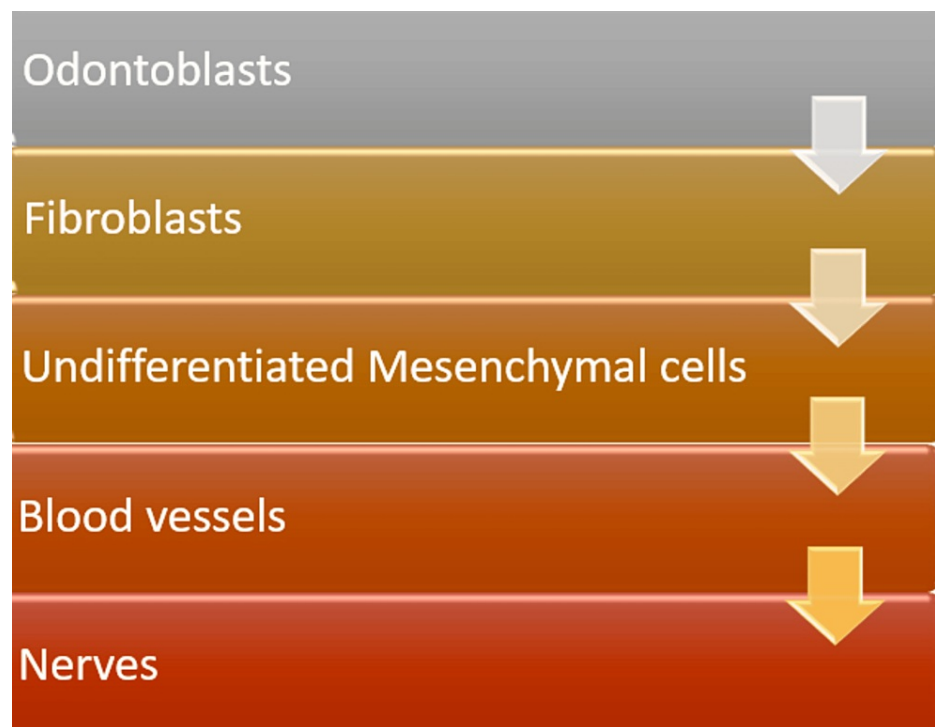 Odontoblasts
Fibroblasts
Undifferentiated Mesenchymal cells
Blood vessels
Nerves